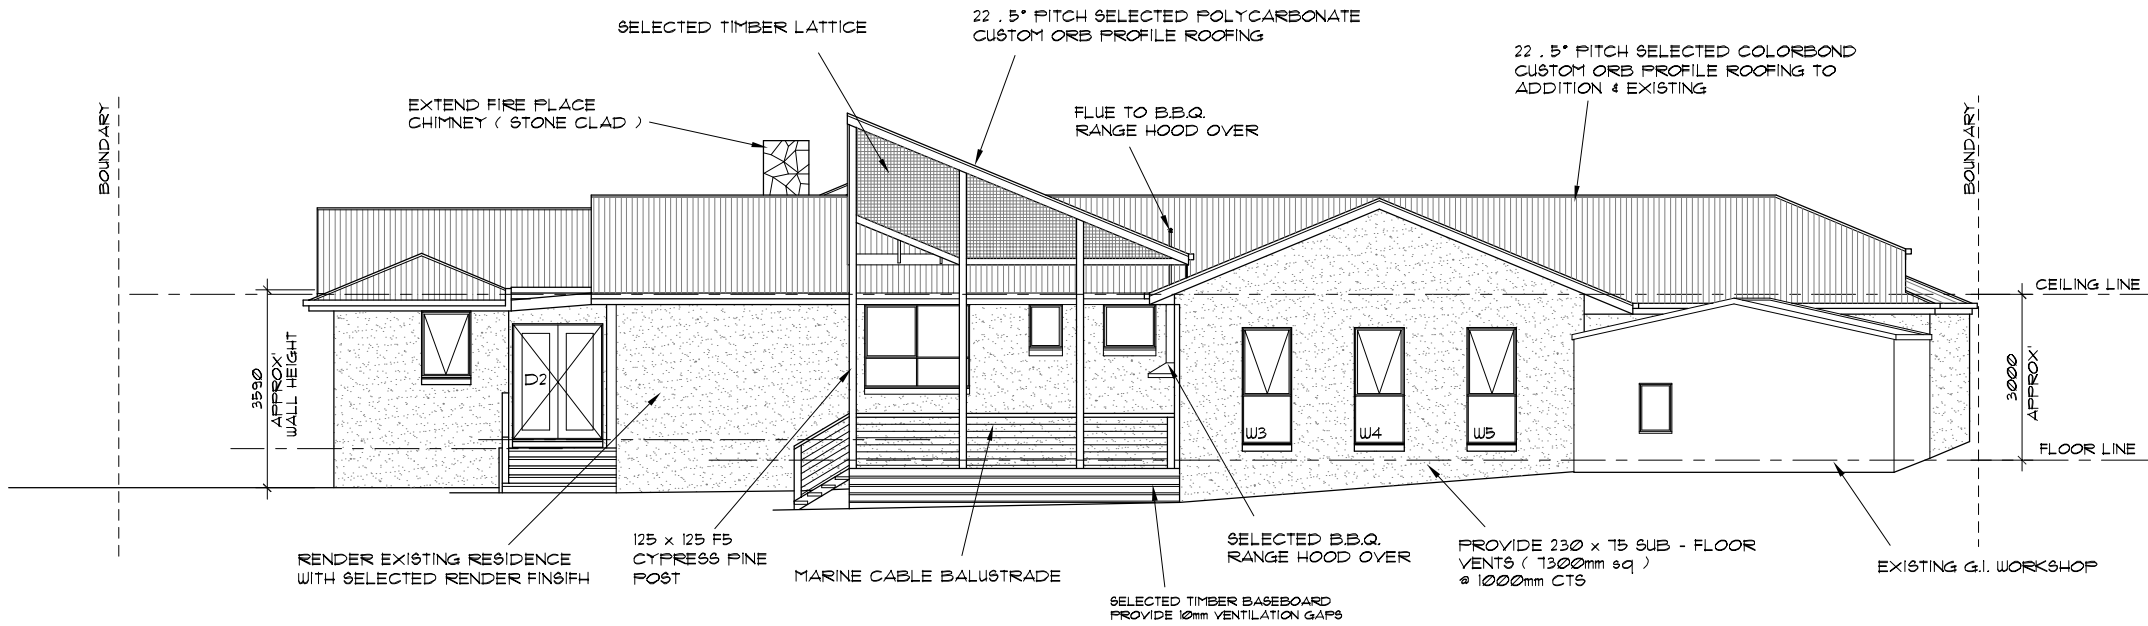 SELECTED TIMBER LATTICE
22 . 5° PITCH SELECTED POLYCARBONATE
CUSTOM ORB PROFILE ROOFING
22 . 5° PITCH SELECTED COLORBOND
CUSTOM ORB PROFILE ROOFING TO
ADDITION & EXISTING
EXTEND FIRE PLACE
CHIMNEY ( STONE CLAD )
FLUE TO B.B.Q.
RANGE HOOD OVER
BOUNDARY
BOUNDARY
CEILING LINE
3590
APPROX'
WALL HEIGHT
D2
W3
W4
W5
3000
APPROX'
FLOOR LINE
RENDER EXISTING RESIDENCE
WITH SELECTED RENDER FINSIFH
125 x 125 F5
CYPRESS PINE
POST
MARINE CABLE BALUSTRADE
SELECTED B.B.Q.
RANGE HOOD OVER
PROVIDE 230 x 75 SUB - FLOOR
VENTS ( 7300mm sq )
@ 1000mm CTS
EXISTING G.I. WORKSHOP
SELECTED TIMBER BASEBOARD
PROVIDE 10mm VENTILATION GAPS